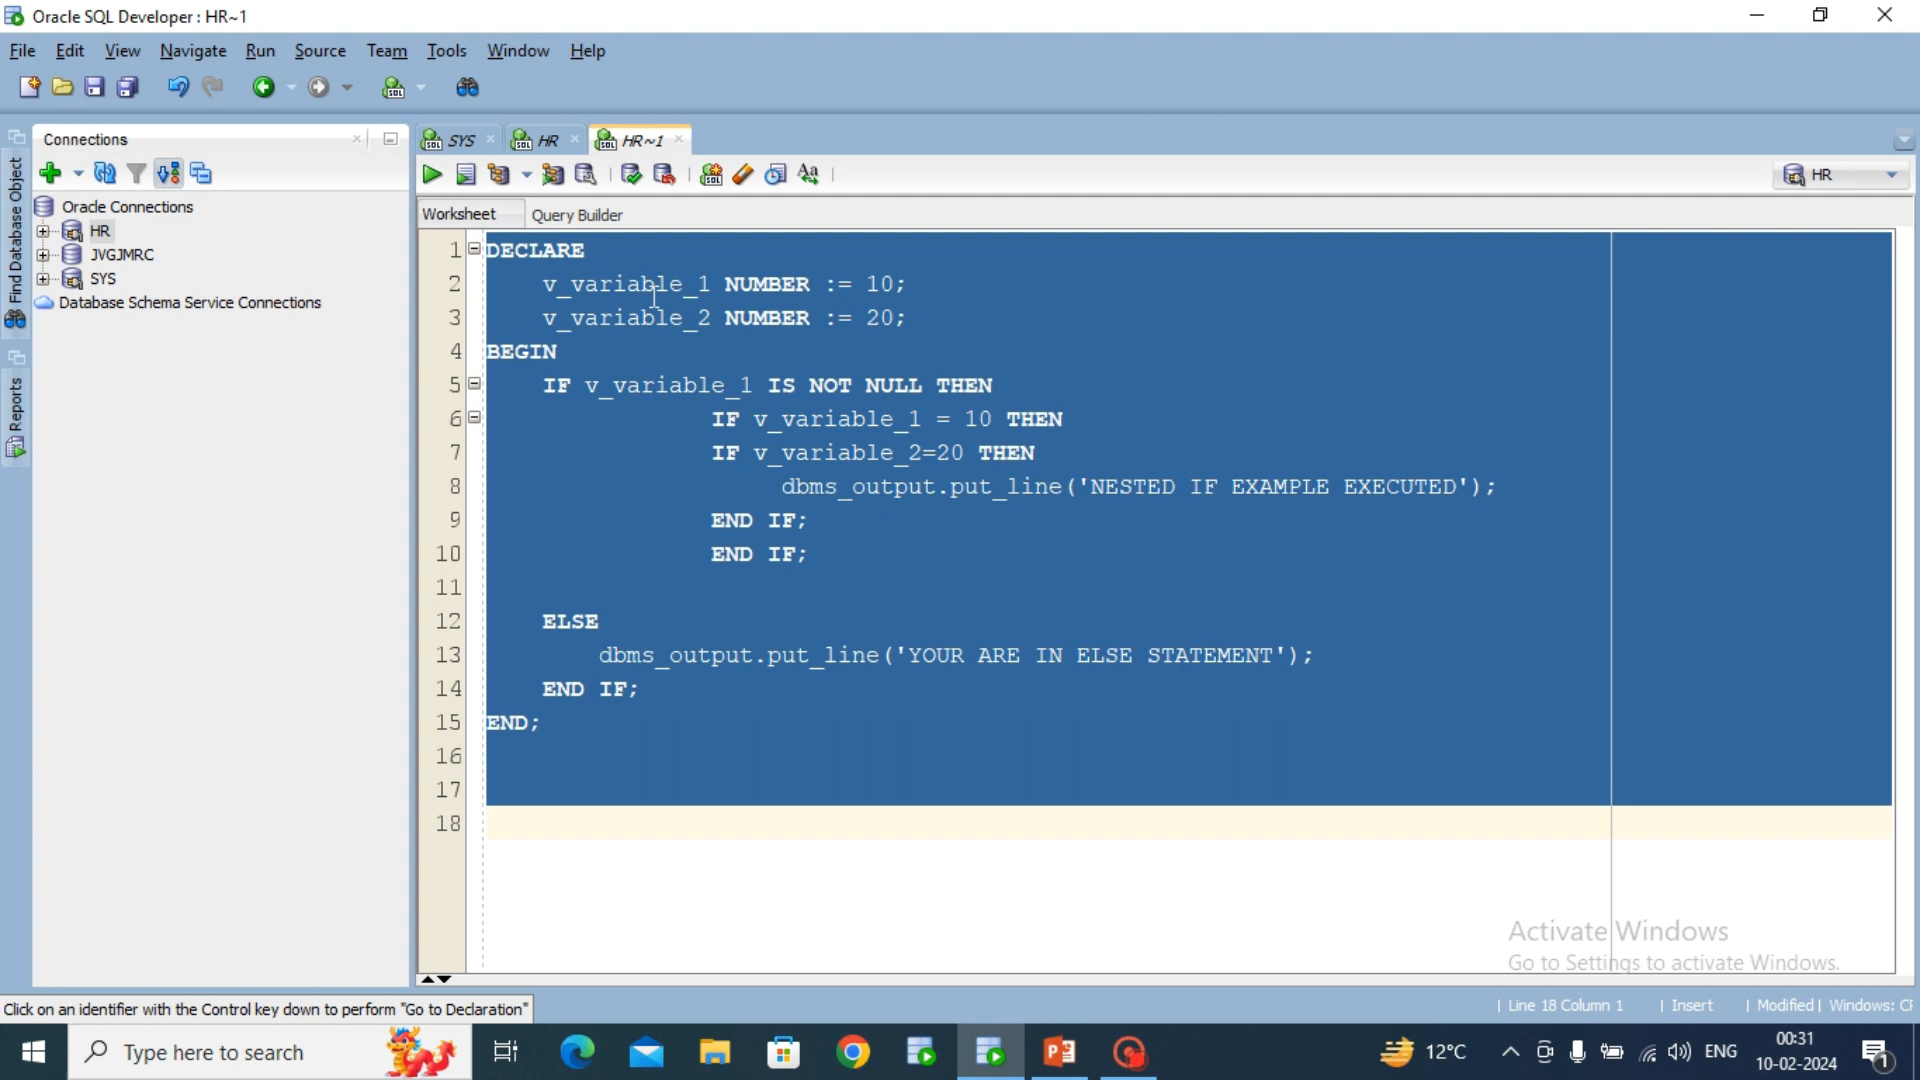 Oracle SQL Developer : HR~1
File Edit View Navigate Run Source Team Tools Window Help
Connections
SYS HR HR~1
HR
Find Database Object
Reports
Oracle Connections
HR
JVGJMRC
SYS
Database Schema Service Connections
Worksheet Query Builder
1 DECLARE
2 v_variable_1 NUMBER := 10;
3 v_variable_2 NUMBER := 20;
4 BEGIN
5 IF v_variable_1 IS NOT NULL THEN
6 IF v_variable_1 = 10 THEN
7 IF v_variable_2=20 THEN
8 dbms_output.put_line('NESTED IF EXAMPLE EXECUTED');
9 END IF;
10 END IF;
11
12 ELSE
13 dbms_output.put_line('YOUR ARE IN ELSE STATEMENT');
14 END IF;
15 END;
16
17
18
Activate Windows
Go to Settings to activate Windows.
Click on an identifier with the Control key down to perform "Go to Declaration"
| Line 18 Column 1 | Insert | Modified | Windows: CF
Type here to search
12°C ENG
00:31
10-02-2024
1